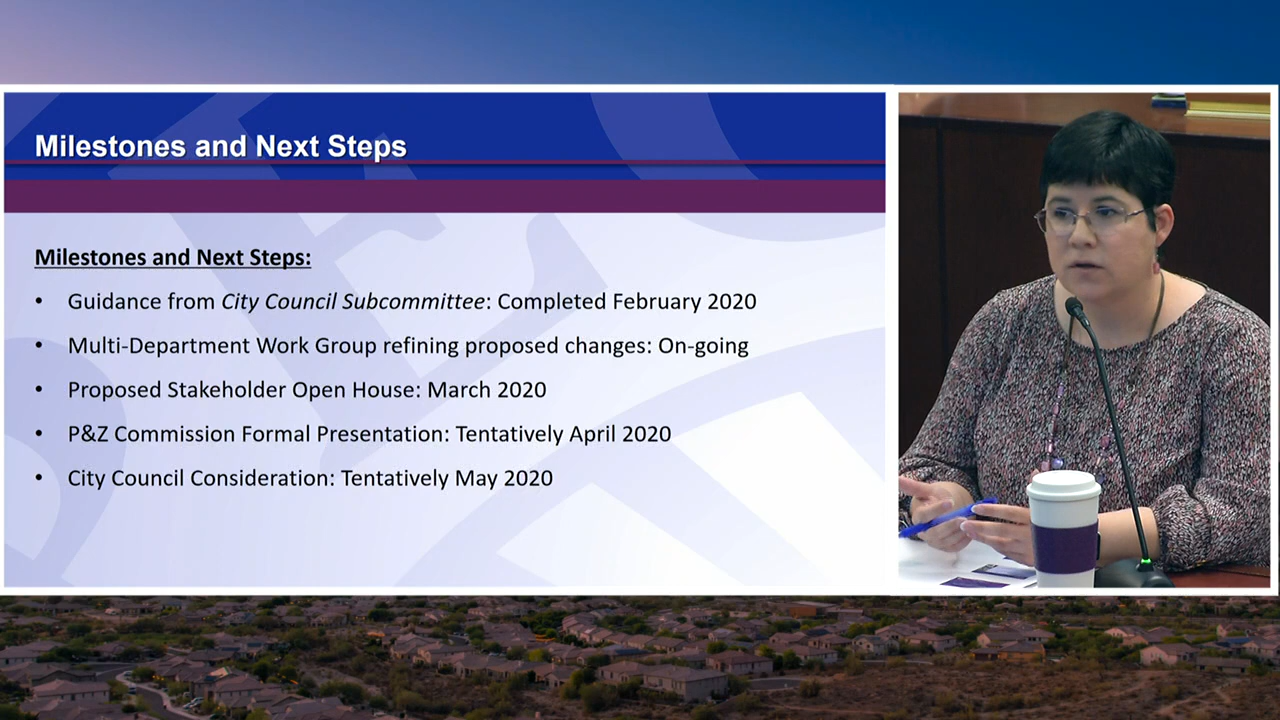 Milestones and Next Steps
Milestones and Next Steps:
• Guidance from City Council Subcommittee: Completed February 2020
• Multi-Department Work Group refining proposed changes: On-going
• Proposed Stakeholder Open House: March 2020
• P&Z Commission Formal Presentation: Tentatively April 2020
• City Council Consideration: Tentatively May 2020